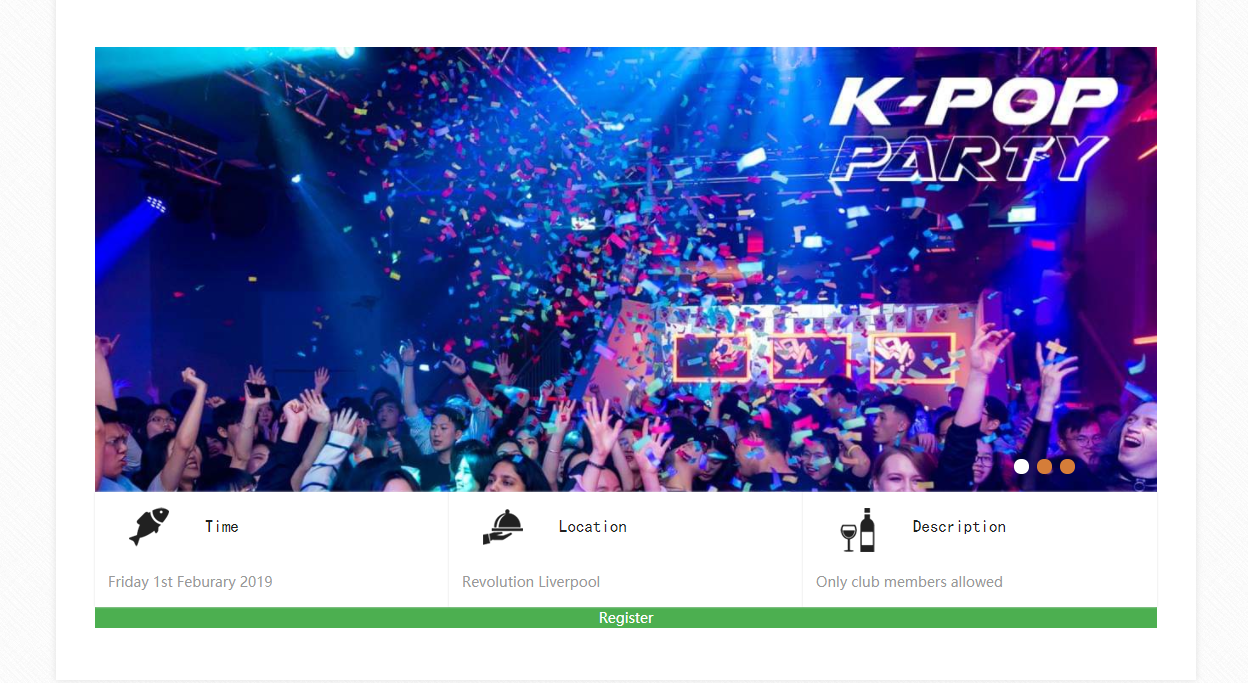 K-POP
PARTY
Time
Location
Description
Friday 1st Feburary 2019
Revolution Liverpool
Only club members allowed
Register